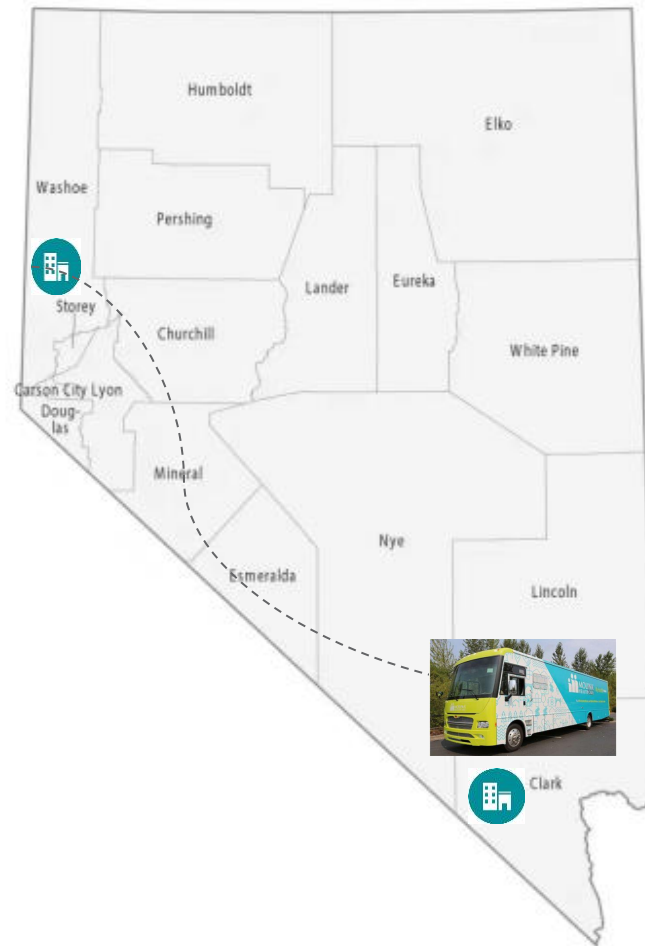 Humboldt
Elko
Washoe
Pershing
Lander
Eureka
Storey
Churchill
White Pine
Carson City Lyon
Doug-
las
Mineral
Nye
Esmeralda
Lincoln
Clark